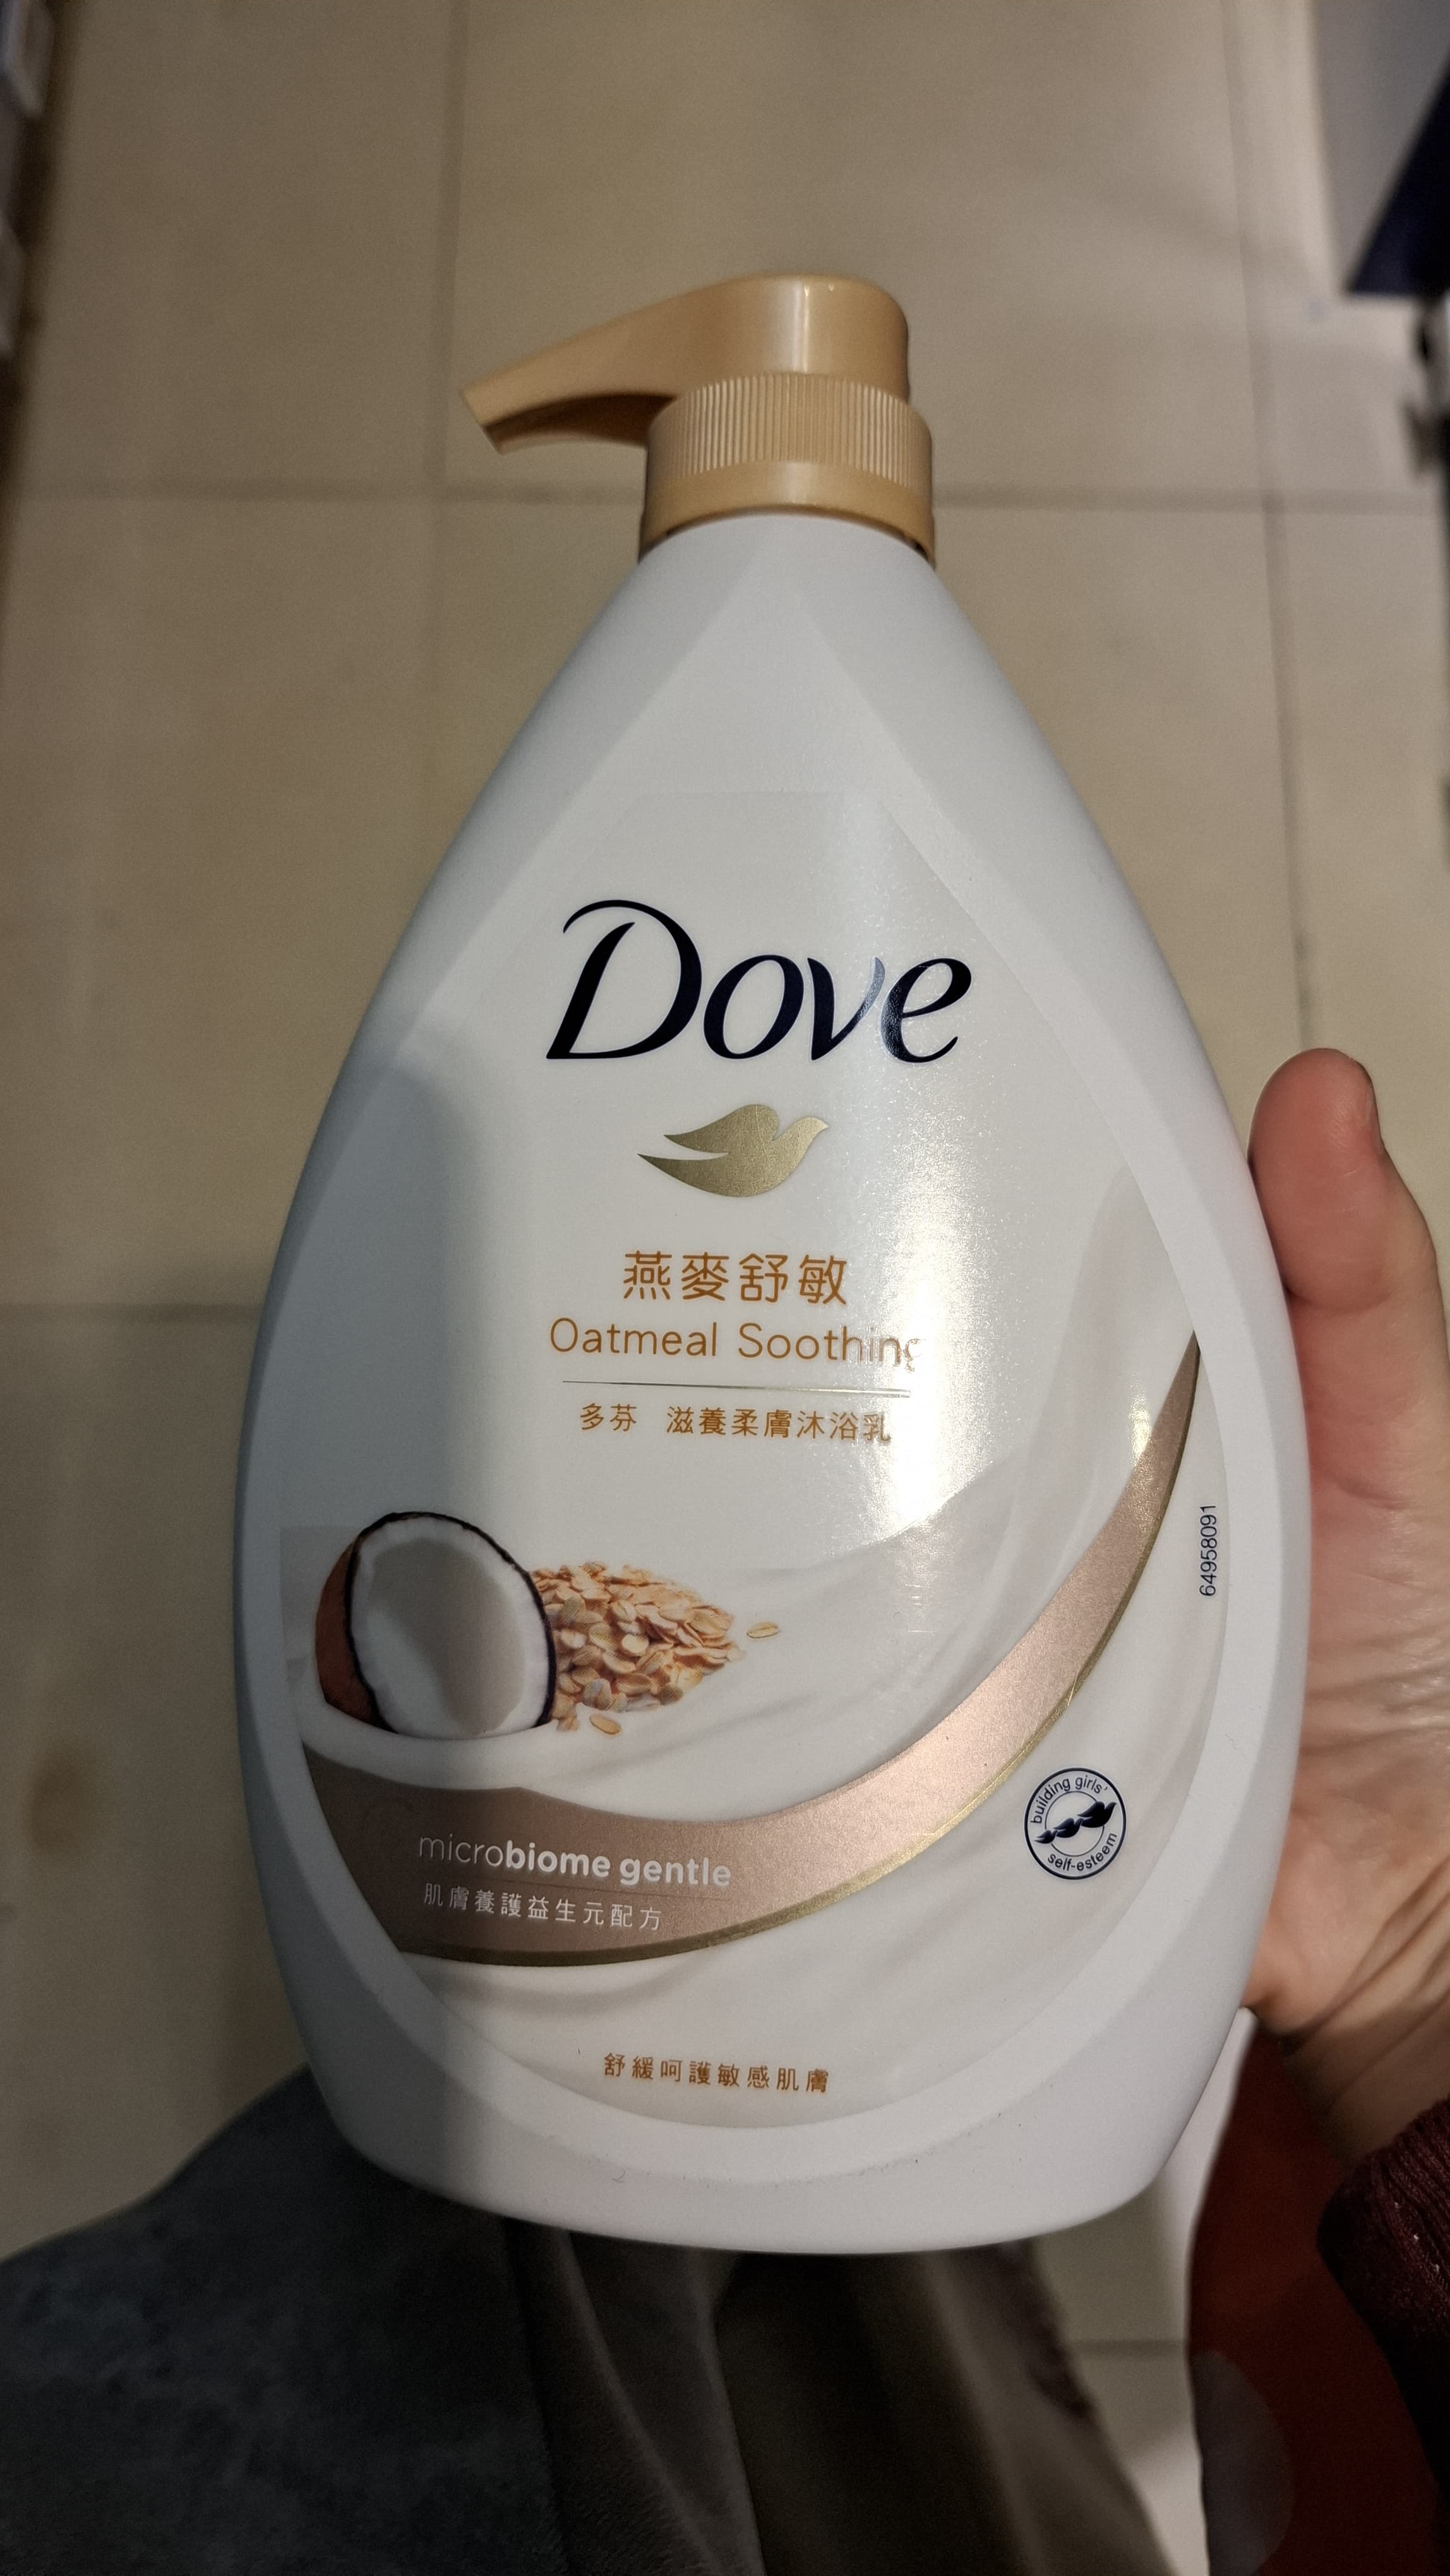 Dove
燕麥舒敏
Oatmeal Soothing
多芬 滋養柔膚沐浴乳
64958091
building girls'
self-esteem
microbiome gentle
肌膚養護益生元配方
舒緩呵護敏感肌膚